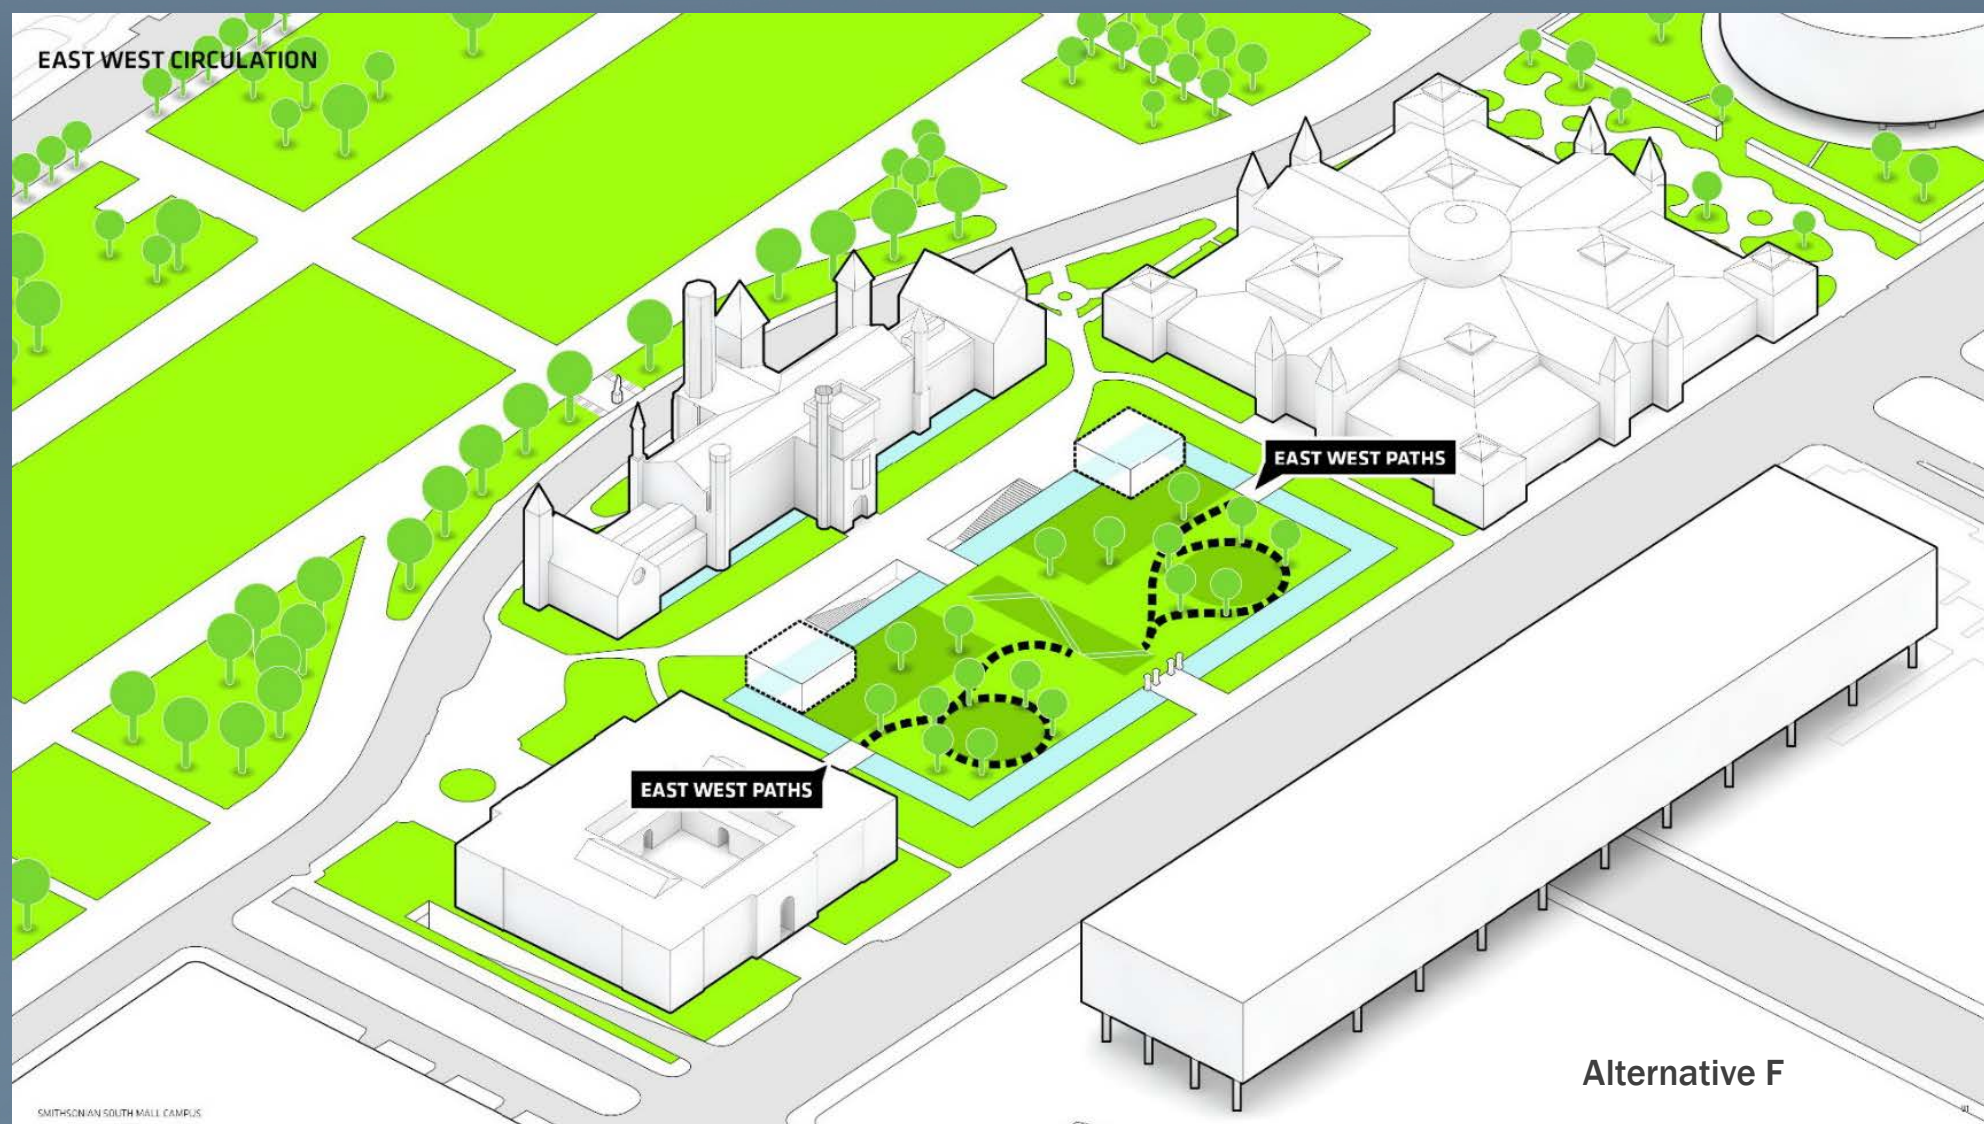 EAST WEST CIRCULATION
EAST WEST PATHS
EAST WEST PATHS
Alternative F
SMITHSONIAN SOUTH MALL CAMPUS